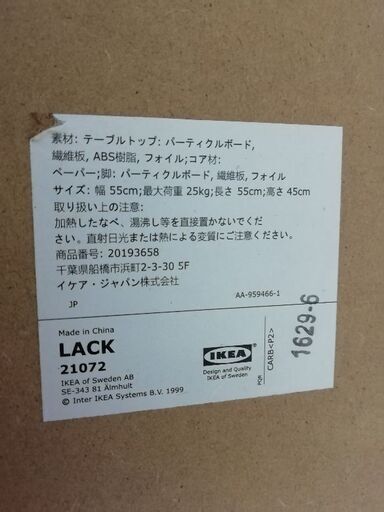 素材: テーブルトップ: パーティクルボード,
繊維板, ABS樹脂, フォイル;コア材:
ペーパー;脚: パーティクルボード, 繊維板, フォイル
サイズ: 幅 55cm;最大荷重 25kg;長さ 55cm;高さ 45cm
取り扱い上の注意:
加熱したなべ、湯沸し等を直接置かないでくだ
さい。直射日光または熱による変質にご注意ください。
商品番号: 20193658
千葉県船橋市浜町2-3-30 5F
イケア・ジャパン株式会社
JP
AA-959466-1
Made in China
LACK
21072
IKEA of Sweden AB
SE-343 81 Älmhult
© Inter IKEA Systems B.V. 1999
IKEA
Design and Quality
IKEA of Sweden
PQR
CARB<P2>
1629-6